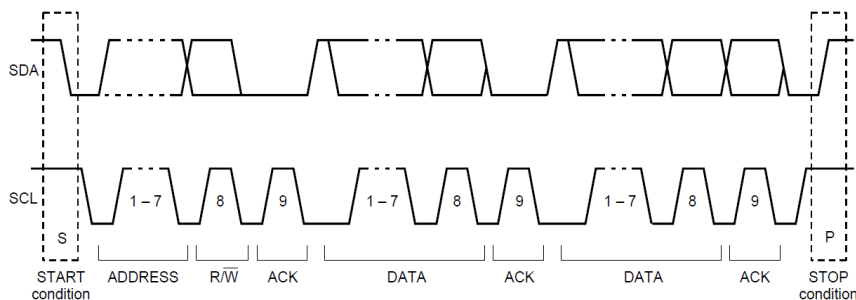 SDA
SCL
1 – 7 8 9 1 – 7 8 9 1 – 7 8 9
S P
START condition ADDRESS R/W̅ ACK DATA ACK DATA ACK STOP condition